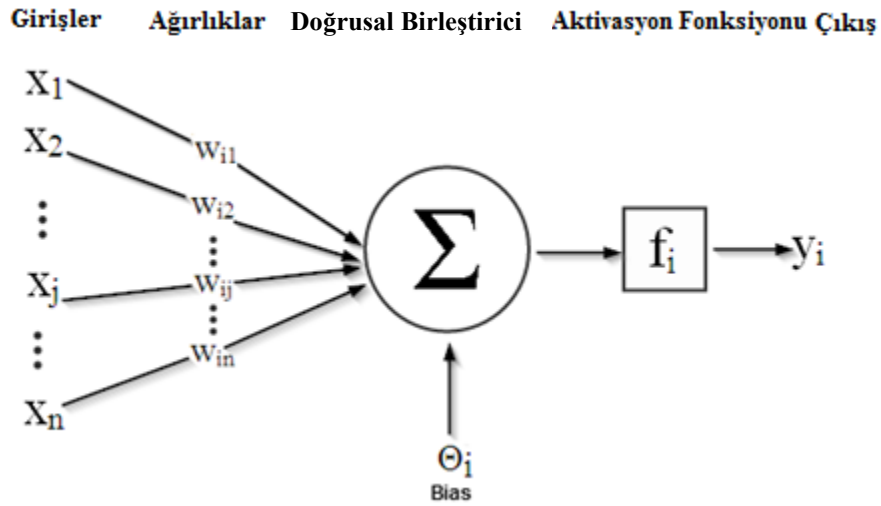 Girişler Ağırlıklar Doğrusal Birleştirici Aktivasyon Fonksiyonu Çıkış
X1
Wi1
X2
Wi2
Σ
fi
yi
Xj
Wij
Win
Xn
Θi
Bias